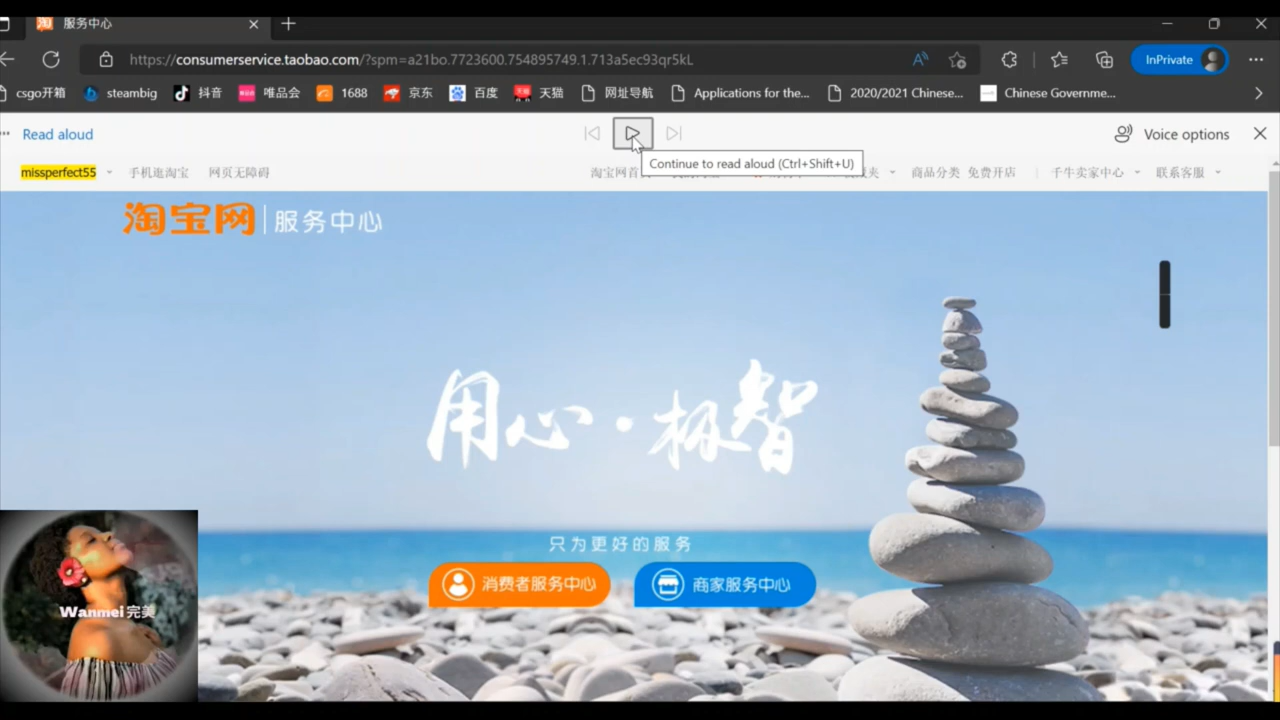 淘 服务中心
https://consumerservice.taobao.com/?spm=a21bo.7723600.754895749.1.713a5ec93qr5kL
InPrivate
csgo开箱 steambig 抖音 唯品会 1688 京东 百度 天猫 网址导航 Applications for the... 2020/2021 Chinese... Chinese Governme...
Read aloud
Voice options
Continue to read aloud (Ctrl+Shift+U)
missperfect55 手机逛淘宝 网页无障碍 淘宝网首 商品分类 免费开店 千牛卖家中心 联系客服
淘宝网 服务中心
用心·极智
只为更好的服务
消费者服务中心 商家服务中心
Wanmei 完美